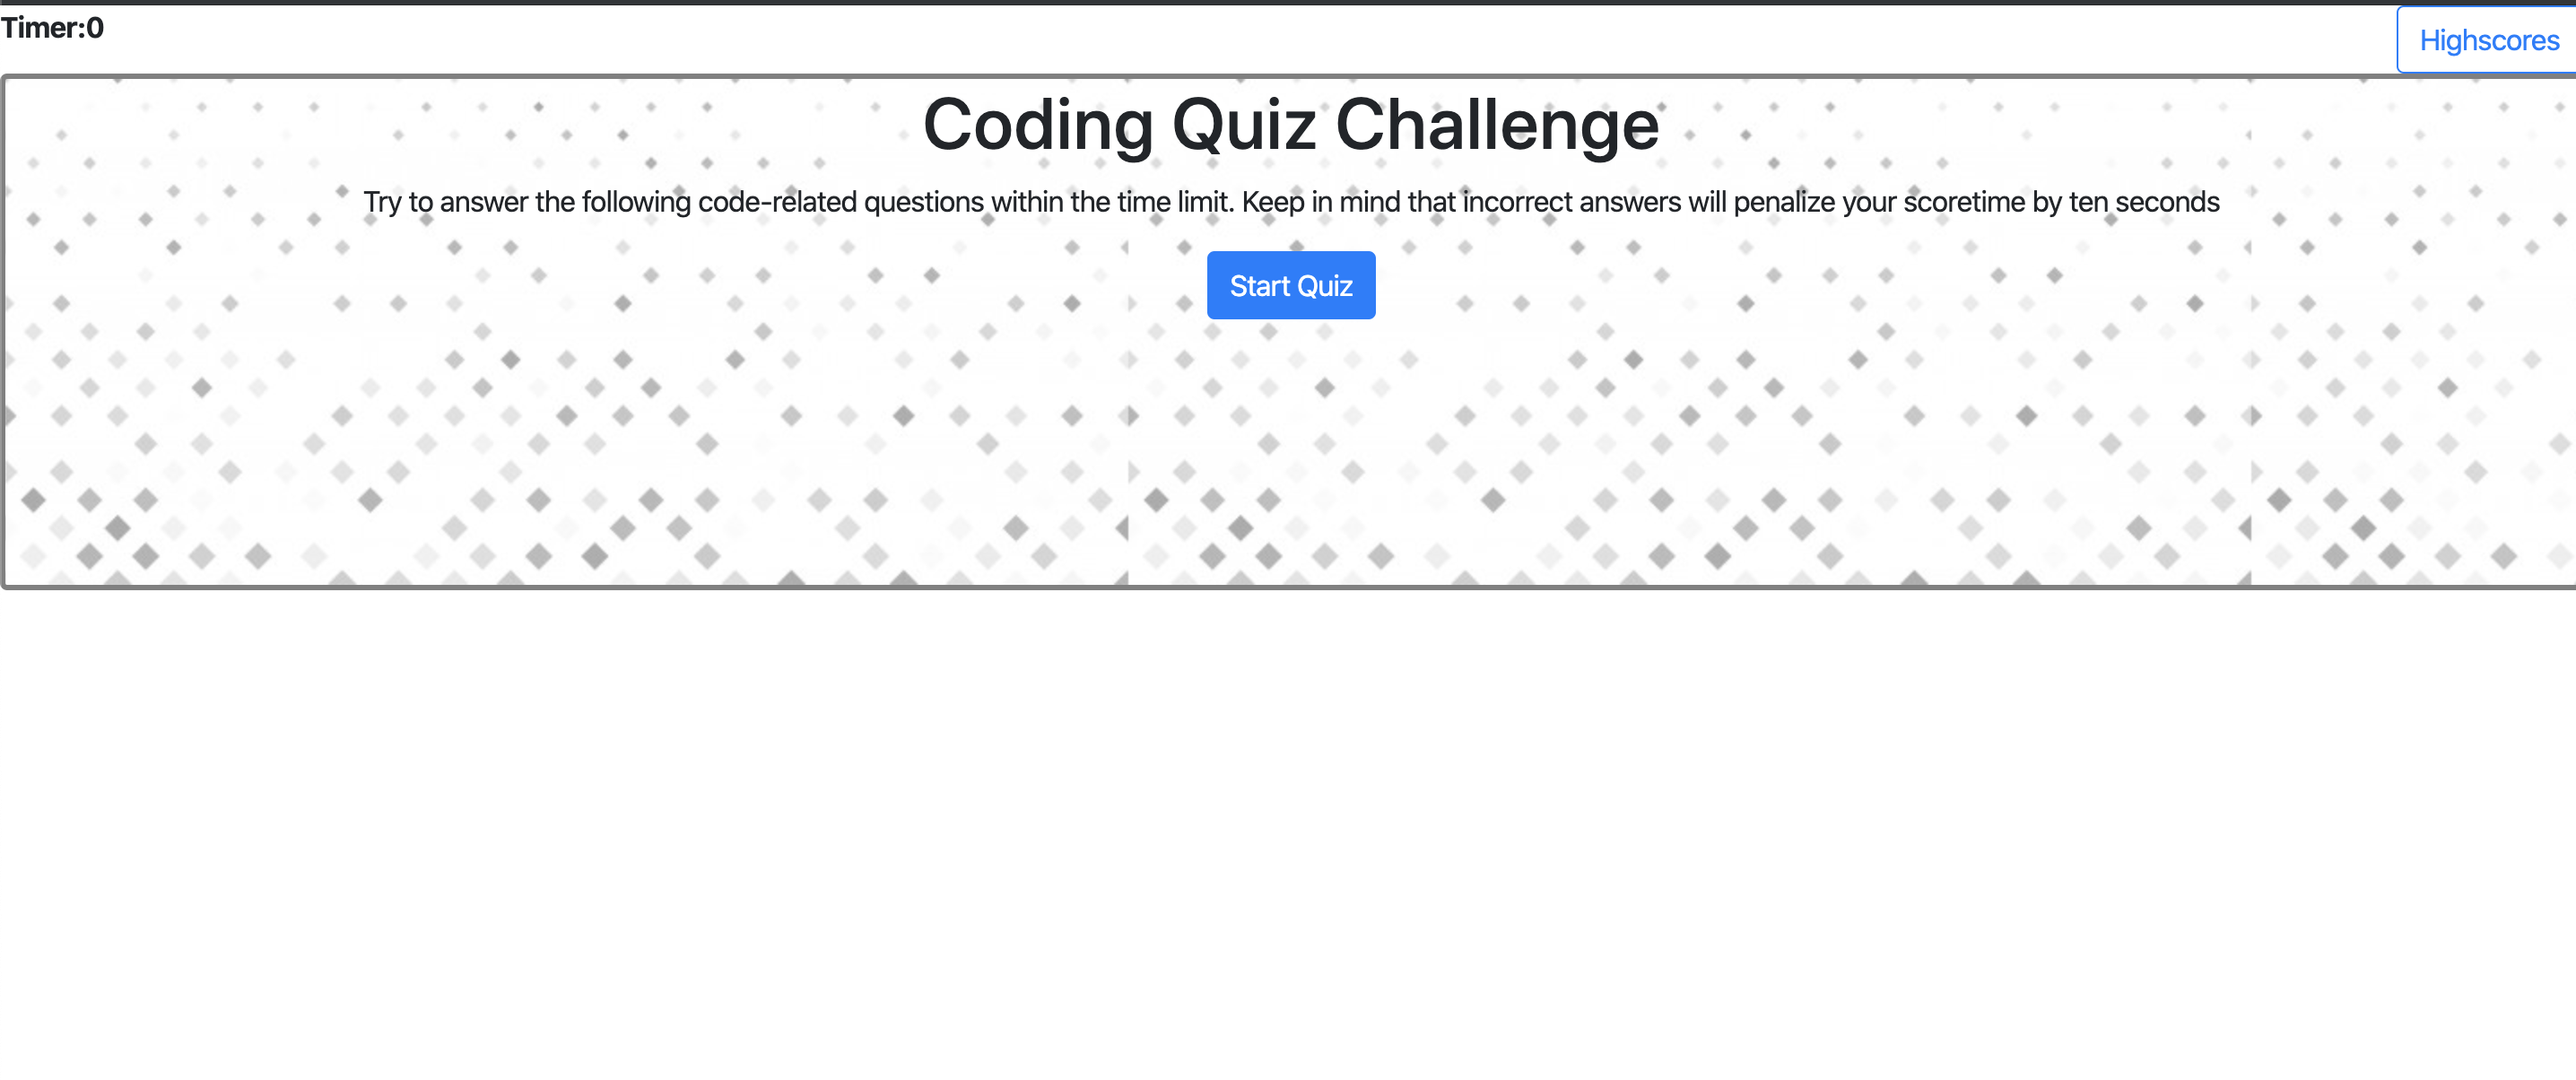 Timer:0
Highscores
Coding Quiz Challenge
Try to answer the following code-related questions within the time limit. Keep in mind that incorrect answers will penalize your scoretime by ten seconds
Start Quiz